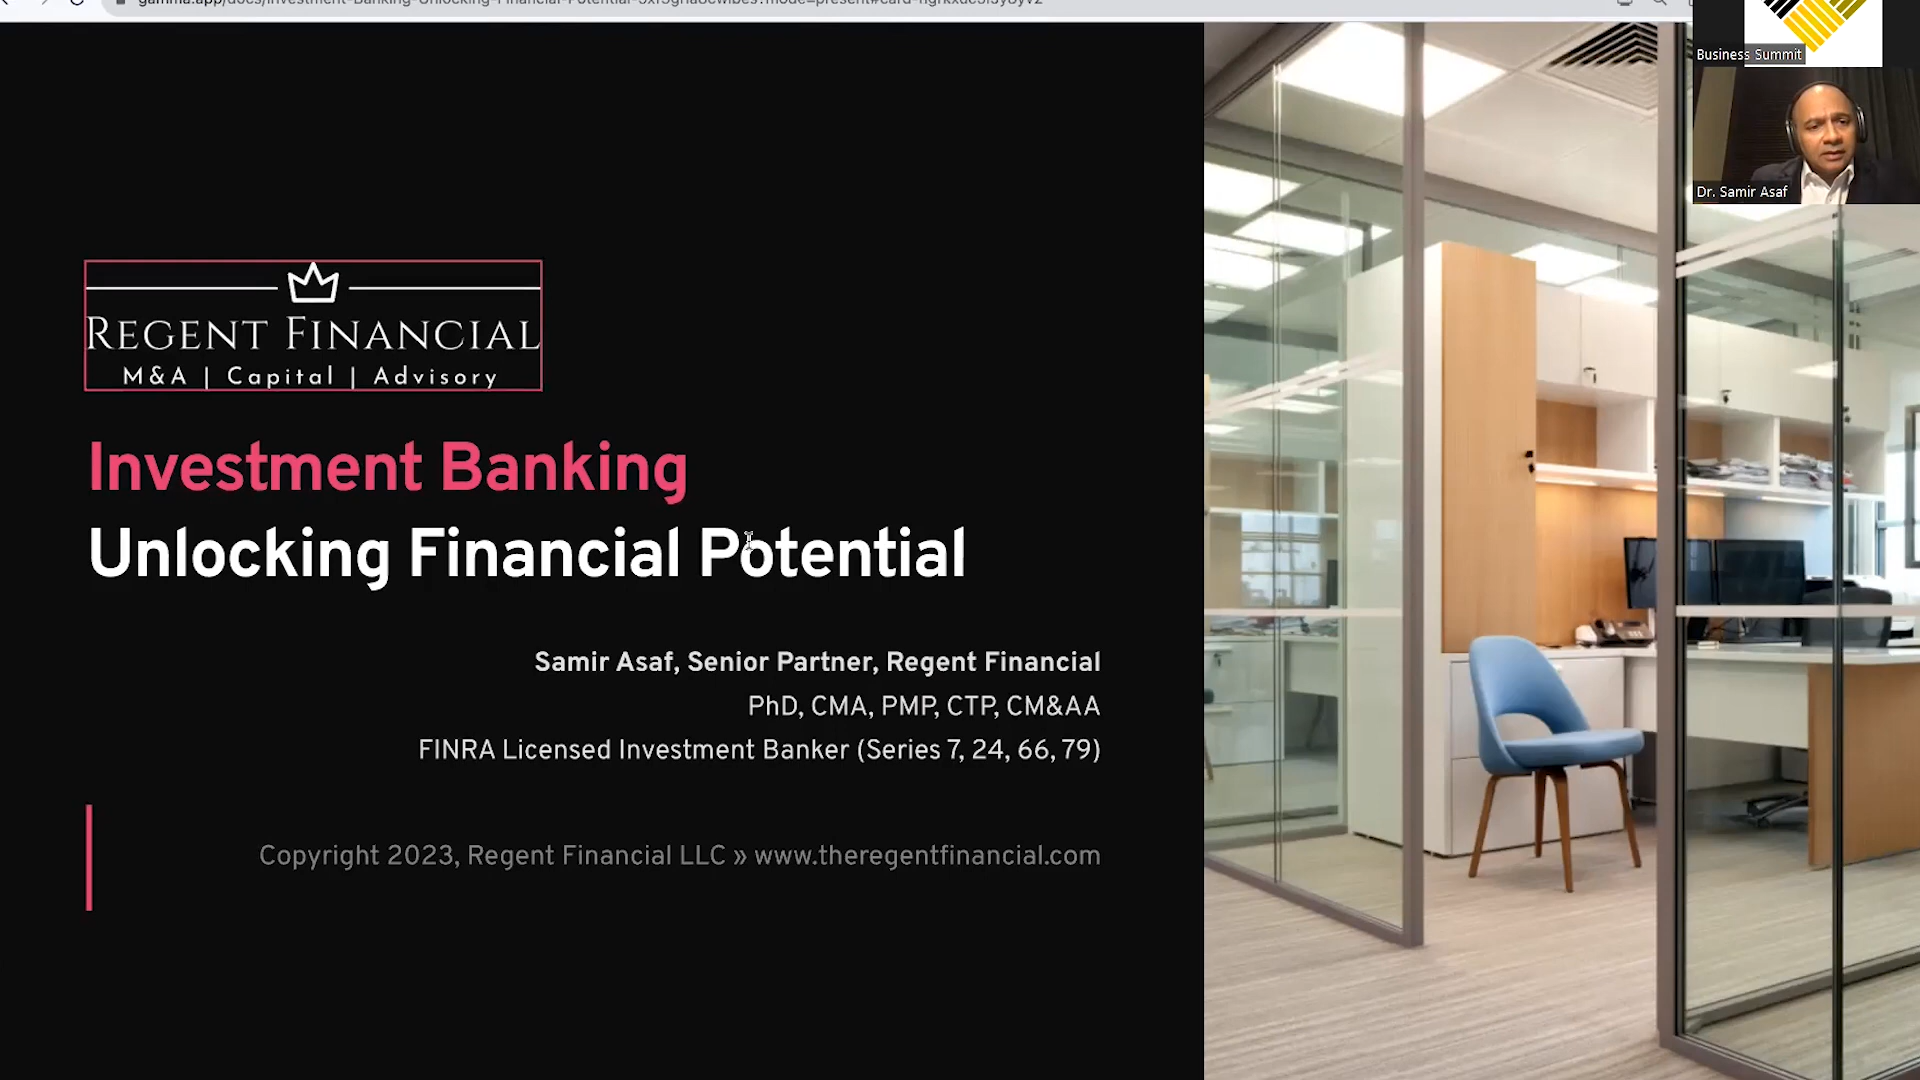 Business Summit
Dr. Samir Asaf
REGENT FINANCIAL
M&A | Capital | Advisory
Investment Banking
Unlocking Financial Potential
Samir Asaf, Senior Partner, Regent Financial
PhD, CMA, PMP, CTP, CM&AA
FINRA Licensed Investment Banker (Series 7, 24, 66, 79)
Copyright 2023, Regent Financial LLC » www.theregentfinancial.com